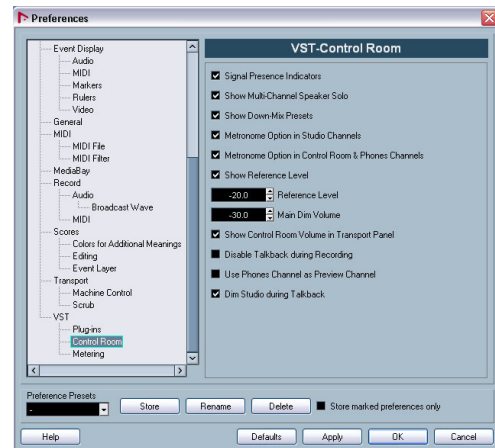 Preferences
Event Display
Audio
MIDI
Markers
Rulers
Video
General
MIDI
MIDI File
MIDI Filter
MediaBay
Record
Audio
Broadcast Wave
MIDI
Scores
Colors for Additional Meanings
Editing
Event Layer
Transport
Machine Control
Scrub
VST
Plug-ins
Control Room
Metering
VST-Control Room
Signal Presence Indicators
Show Multi-Channel Speaker Solo
Show Down-Mix Presets
Metronome Option in Studio Channels
Metronome Option in Control Room & Phones Channels
Show Reference Level
-20.0 Reference Level
-30.0 Main Dim Volume
Show Control Room Volume in Transport Panel
Disable Talkback during Recording
Use Phones Channel as Preview Channel
Dim Studio during Talkback
Preference Presets
- Store Rename Delete Store marked preferences only
Help Defaults Apply OK Cancel